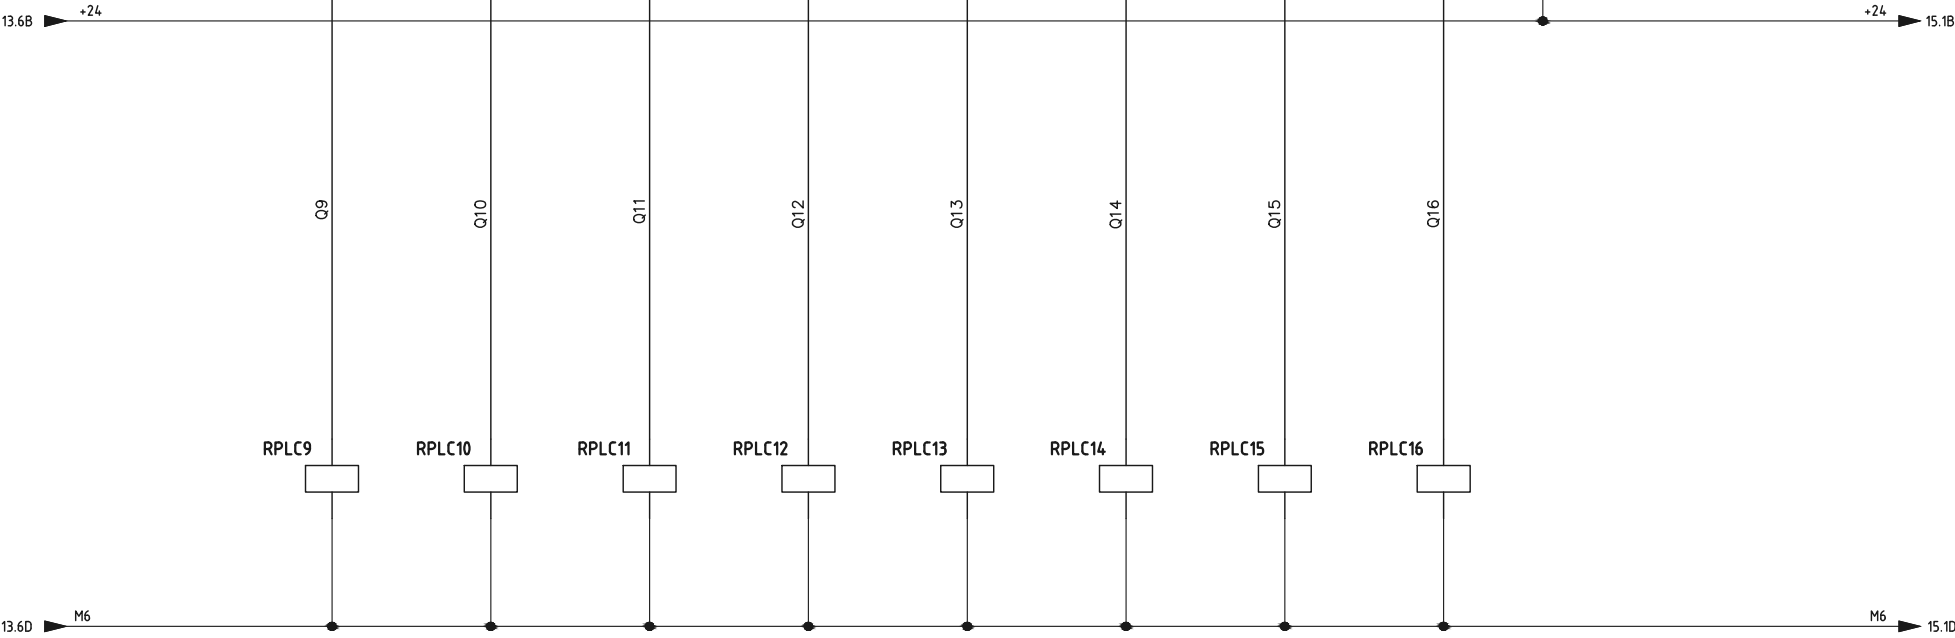 +24 +24
13.6B 15.1B
Q9 Q10 Q11 Q12 Q13 Q14 Q15 Q16
RPLC9 RPLC10 RPLC11 RPLC12 RPLC13 RPLC14 RPLC15 RPLC16
M6 M6
13.6D 15.1D